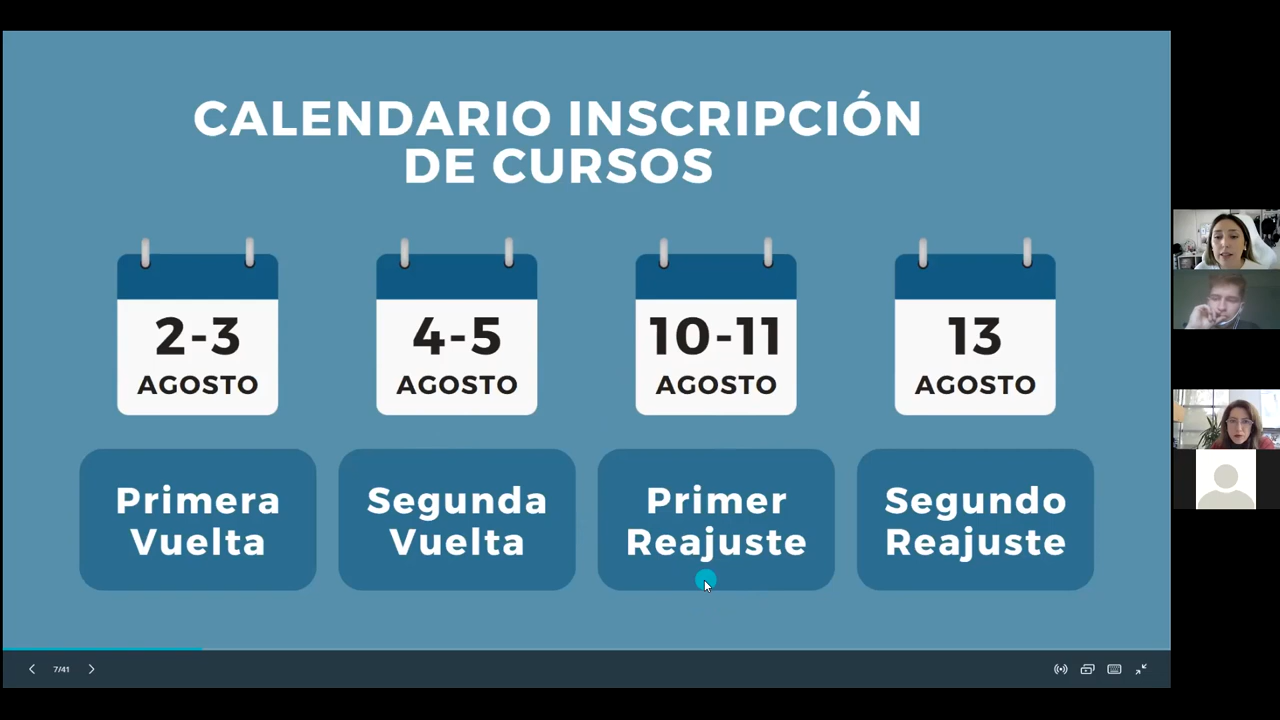 CALENDARIO INSCRIPCIÓN
DE CURSOS
2-3
AGOSTO
4-5
AGOSTO
10-11
AGOSTO
13
AGOSTO
Primera
Vuelta
Segunda
Vuelta
Primer
Reajuste
Segundo
Reajuste
7/41